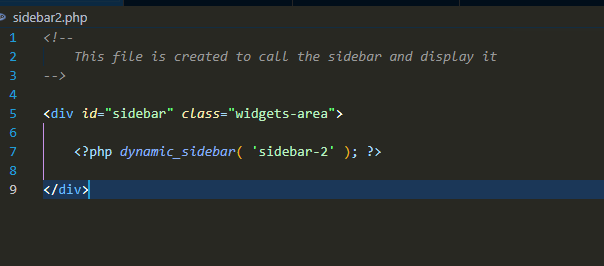 sidebar2.php
1 <!--
2 This file is created to call the sidebar and display it
3 -->
4
5 <div id="sidebar" class="widgets-area">
6
7 <?php dynamic_sidebar( 'sidebar-2' ); ?>
8
9 </div>